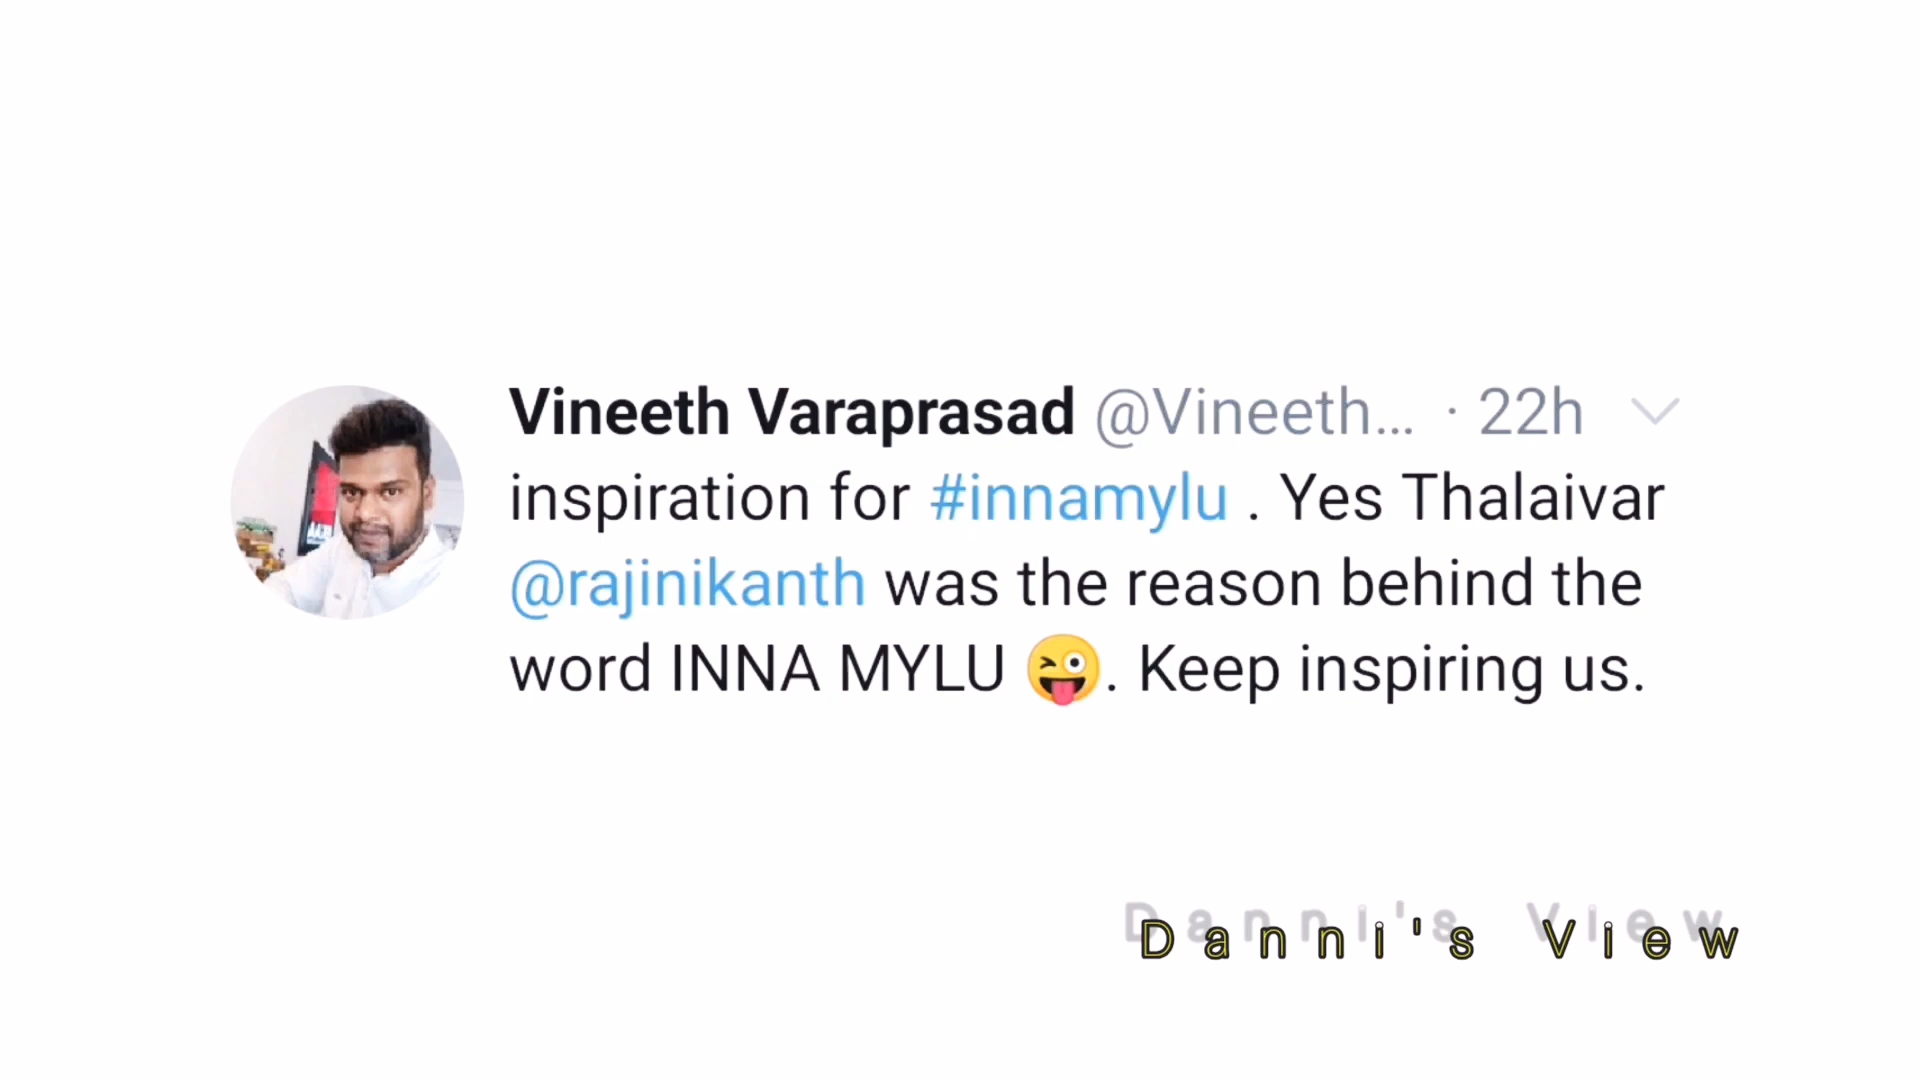 Vineeth Varaprasad @Vineeth... · 22h
inspiration for #innamylu . Yes Thalaivar
@rajinikanth was the reason behind the
word INNA MYLU 😜. Keep inspiring us.
Danni's View